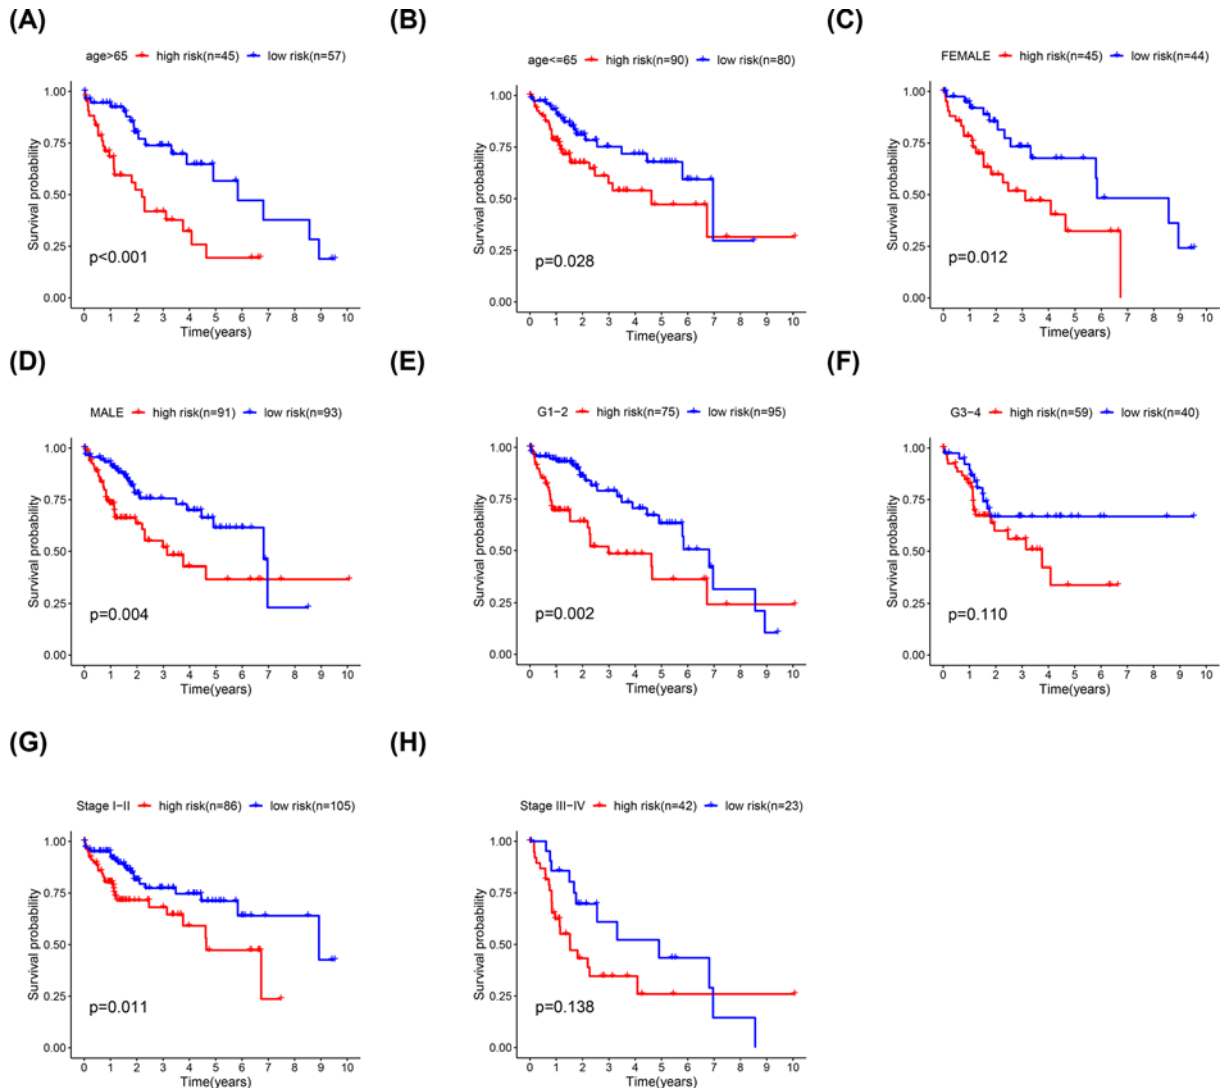 (A) (B) (C)
age>65 high risk(n=45) low risk(n=57)
age<=65 high risk(n=90) low risk(n=80)
FEMALE high risk(n=45) low risk(n=44)
Survival probability
1.00
0.75
0.50
0.25
0.00
p<0.001
0 1 2 3 4 5 6 7 8 9 10
Time(years)
Survival probability
1.00
0.75
0.50
0.25
0.00
p=0.028
0 1 2 3 4 5 6 7 8 9 10
Time(years)
Survival probability
1.00
0.75
0.50
0.25
0.00
p=0.012
0 1 2 3 4 5 6 7 8 9 10
Time(years)
(D) (E) (F)
MALE high risk(n=91) low risk(n=93)
G1-2 high risk(n=75) low risk(n=95)
G3-4 high risk(n=59) low risk(n=40)
Survival probability
1.00
0.75
0.50
0.25
0.00
p=0.004
0 1 2 3 4 5 6 7 8 9 10
Time(years)
Survival probability
1.00
0.75
0.50
0.25
0.00
p=0.002
0 1 2 3 4 5 6 7 8 9 10
Time(years)
Survival probability
1.00
0.75
0.50
0.25
0.00
p=0.110
0 1 2 3 4 5 6 7 8 9 10
Time(years)
(G) (H)
Stage I-II high risk(n=86) low risk(n=105)
Stage III-IV high risk(n=42) low risk(n=23)
Survival probability
1.00
0.75
0.50
0.25
0.00
p=0.011
0 1 2 3 4 5 6 7 8 9 10
Time(years)
Survival probability
1.00
0.75
0.50
0.25
0.00
p=0.138
0 1 2 3 4 5 6 7 8 9 10
Time(years)